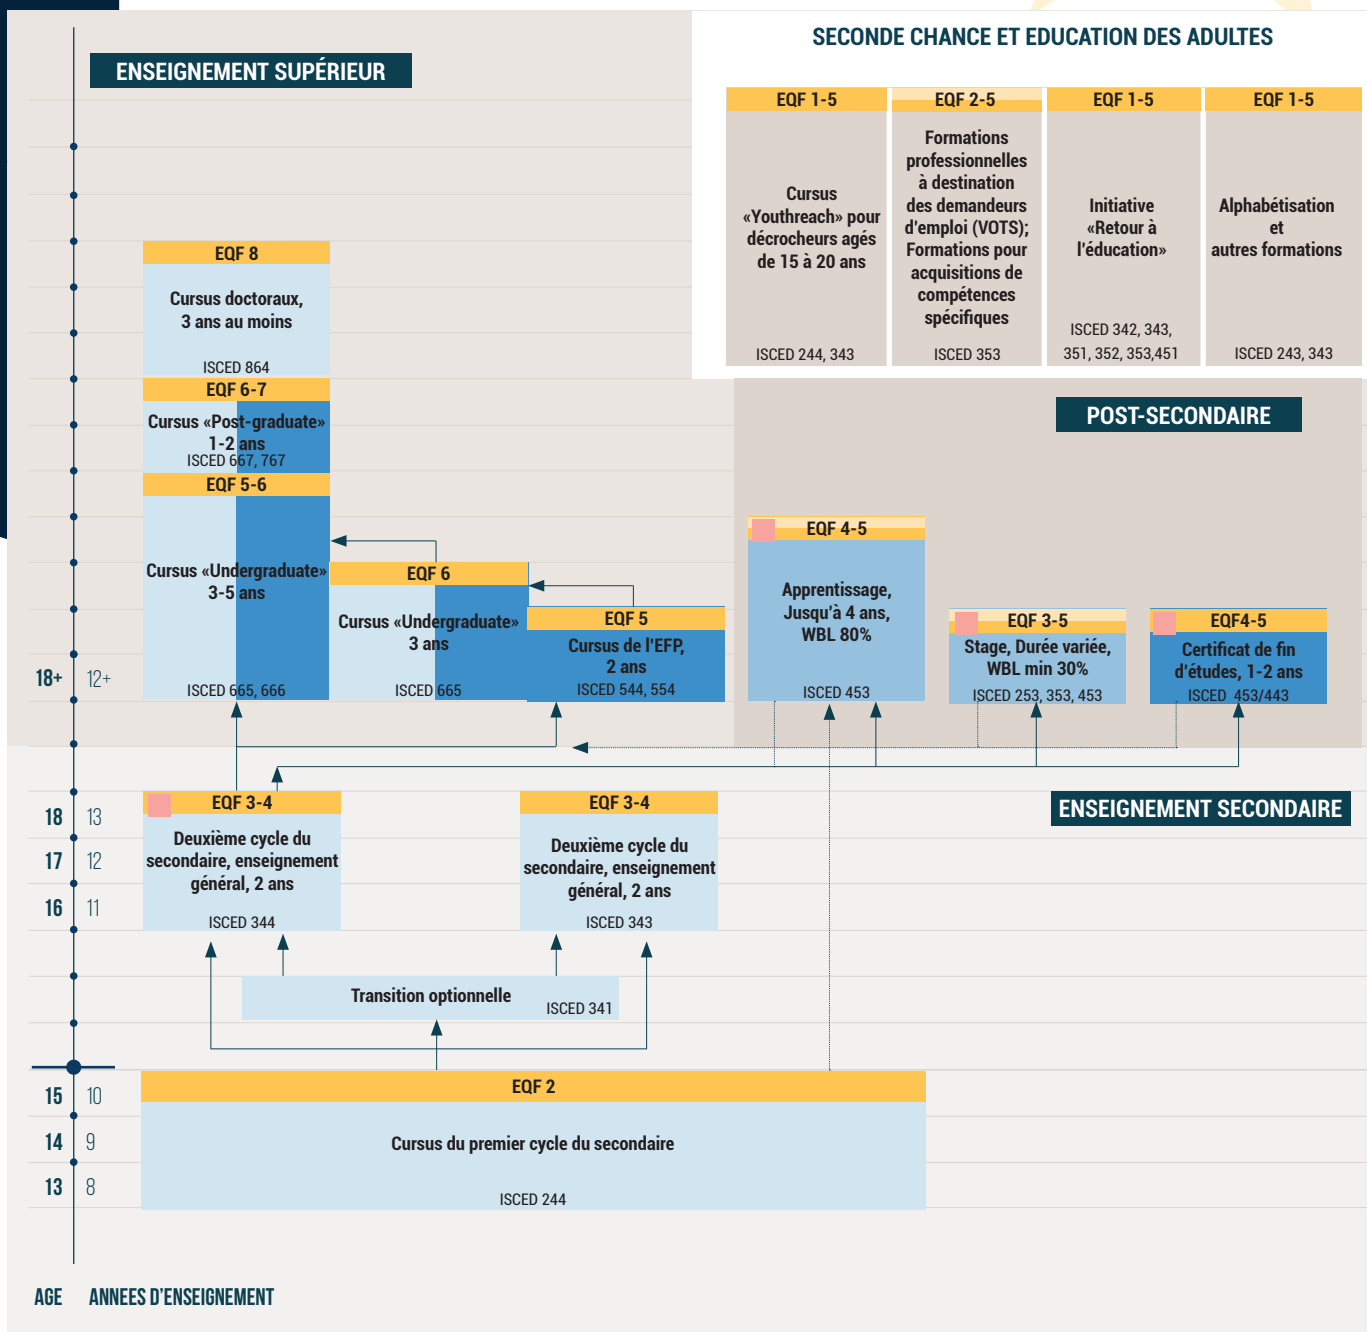 SECONDE CHANCE ET EDUCATION DES ADULTES
ENSEIGNEMENT SUPÉRIEUR
EQF 1-5
Cursus
«Youthreach» pour
décrocheurs agés
de 15 à 20 ans
ISCED 244, 343
EQF 2-5
Formations
professionnelles
à destination
des demandeurs
d'emploi (VOTS);
Formations pour
acquisitions de
compétences
spécifiques
ISCED 353
EQF 1-5
Initiative
«Retour à
l'éducation»
ISCED 342, 343,
351, 352, 353,451
EQF 1-5
Alphabétisation
et
autres formations
ISCED 243, 343
EQF 8
Cursus doctoraux,
3 ans au moins
ISCED 864
EQF 6-7
Cursus «Post-graduate»
1-2 ans
ISCED 667, 767
EQF 5-6
Cursus «Undergraduate»
3-5 ans
ISCED 665, 666
EQF 6
Cursus «Undergraduate»
3 ans
ISCED 665
EQF 5
Cursus de l'EFP,
2 ans
ISCED 544, 554
POST-SECONDAIRE
EQF 4-5
Apprentissage,
Jusqu'à 4 ans,
WBL 80%
ISCED 453
EQF 3-5
Stage, Durée variée,
WBL min 30%
ISCED 253, 353, 453
EQF4-5
Certificat de fin
d'études, 1-2 ans
ISCED 453/443
18+ 12+
ENSEIGNEMENT SECONDAIRE
18 13
17 12
16 11
EQF 3-4
Deuxième cycle du
secondaire, enseignement
général, 2 ans
ISCED 344
EQF 3-4
Deuxième cycle du
secondaire, enseignement
général, 2 ans
ISCED 343
Transition optionnelle
ISCED 341
15 10
14 9
13 8
EQF 2
Cursus du premier cycle du secondaire
ISCED 244
AGE ANNEES D'ENSEIGNEMENT